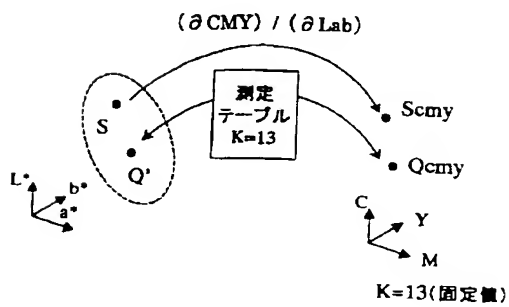 (∂CMY) / (∂Lab)
測定
テーブル
K=13
S
Scmy
Q'
Qcmy
L*
b*
a*
C
Y
M
K=13(固定値)